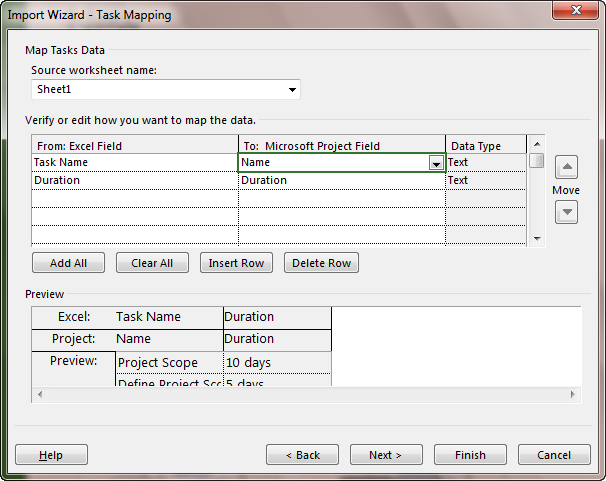 Import Wizard - Task Mapping
Map Tasks Data
Source worksheet name:
Sheet1
Verify or edit how you want to map the data.
From: Excel Field To: Microsoft Project Field Data Type
Task Name Name Text
Duration Duration Text
Move
Add All Clear All Insert Row Delete Row
Preview
Excel: Task Name Duration
Project: Name Duration
Preview: Project Scope 10 days
Define Project Sco 5 days
Help < Back Next > Finish Cancel